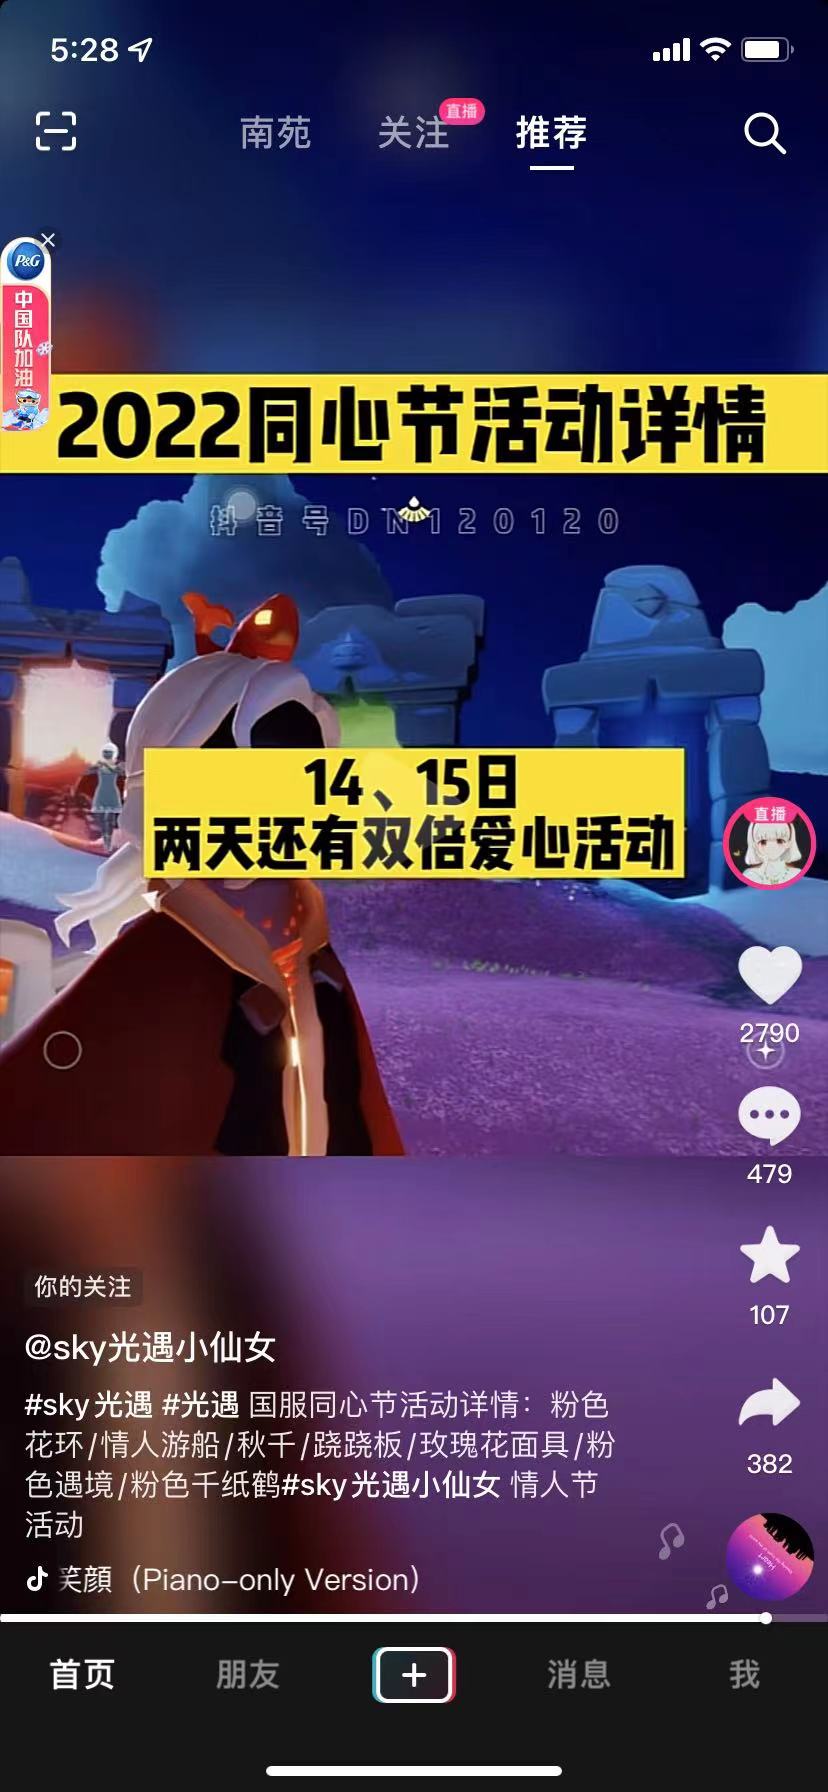 5:28
南苑
关注
直播
推荐
P&G
中国队加油
2022同心节活动详情
抖音号DN120120
14、15日
两天还有双倍爱心活动
直播
2790
479
107
382
你的关注
@sky光遇小仙女
#sky光遇 #光遇 国服同心节活动详情：粉色
花环/情人游船/秋千/跷跷板/玫瑰花面具/粉
色遇境/粉色千纸鹤#sky光遇小仙女 情人节
活动
笑顔（Piano-only Version）
首页
朋友
消息
我